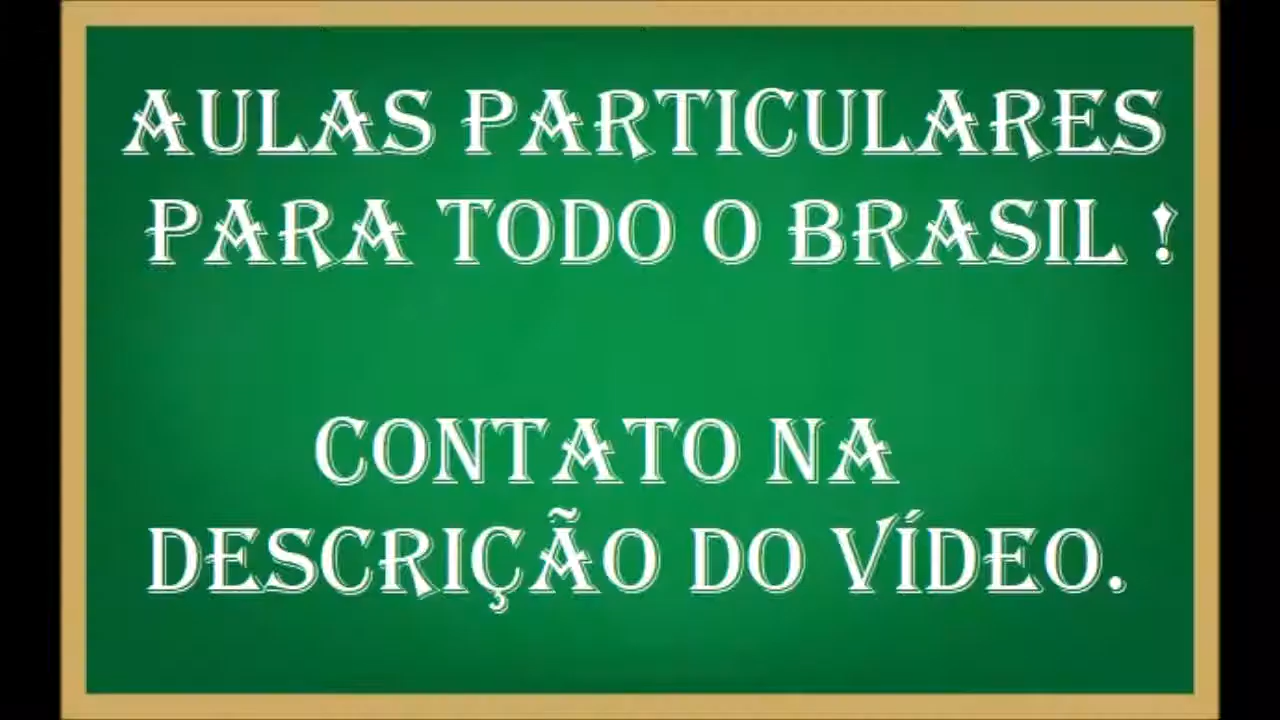 AULAS PARTICULARES
PARA TODO O BRASIL !
CONTATO NA
DESCRIÇÃO DO VÍDEO.